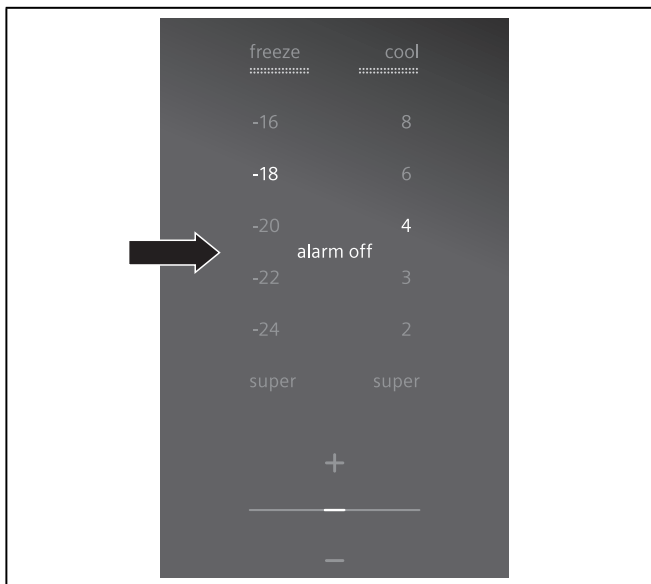 freeze cool
-16 8
-18 6
-20 4
alarm off
-22 3
-24 2
super super
+
–